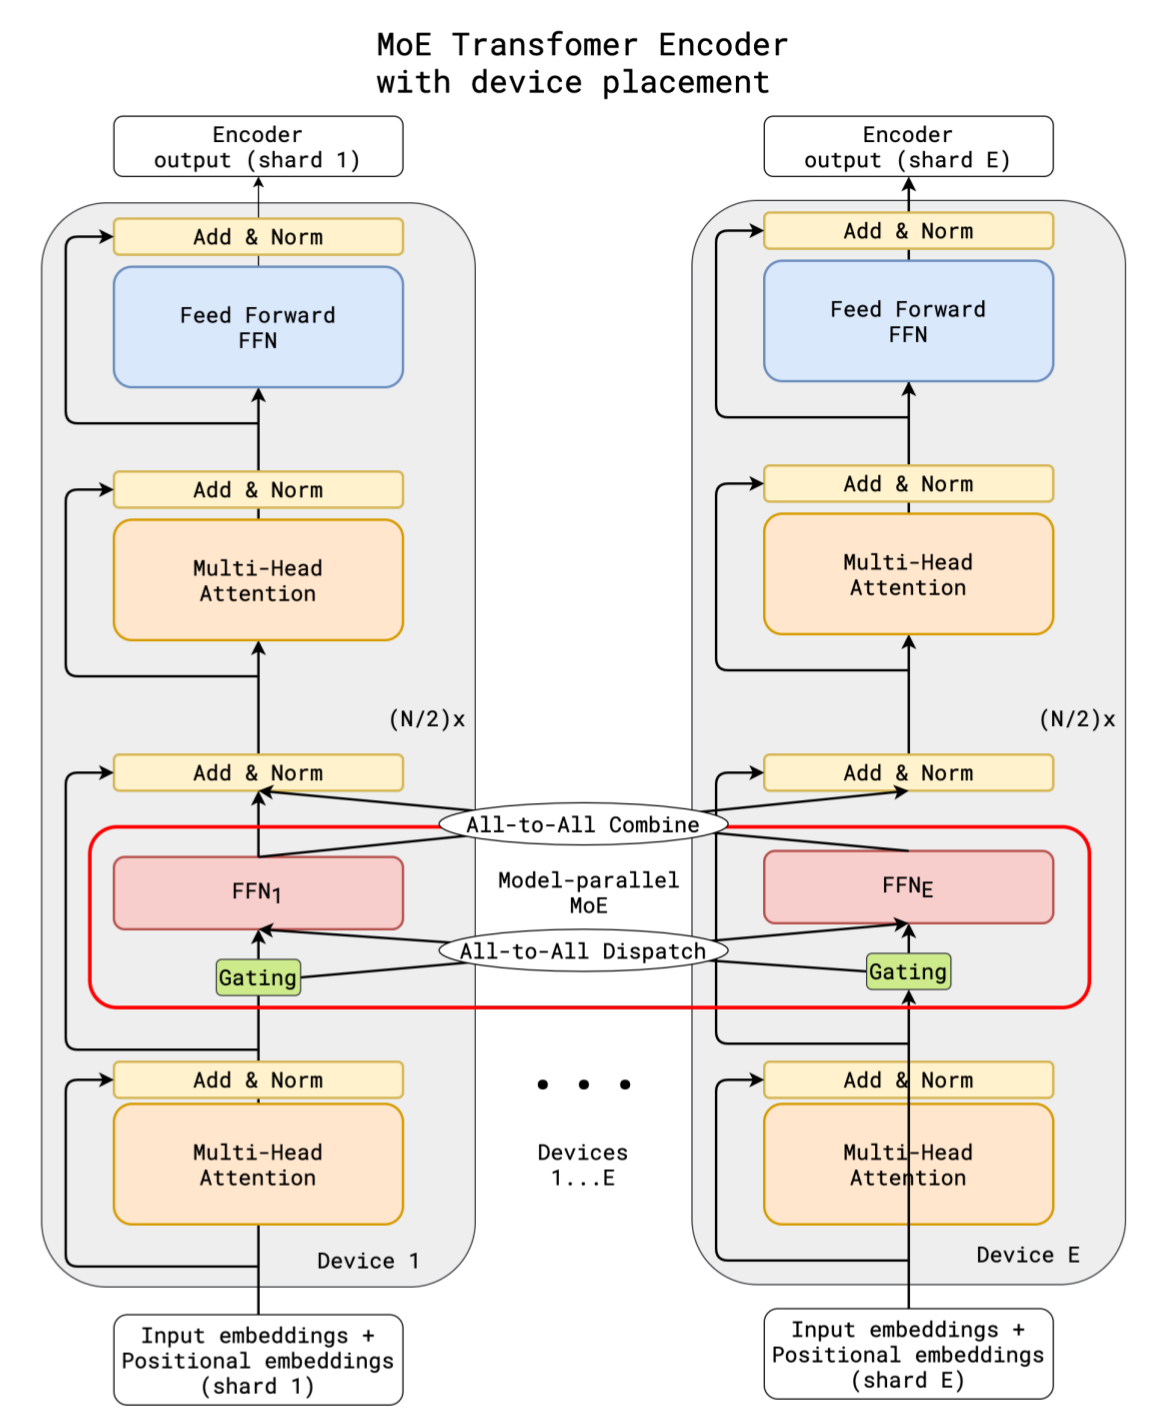 MoE Transfomer Encoder
with device placement
Encoder
output (shard 1)
Add & Norm
Feed Forward
FFN
Add & Norm
Multi-Head
Attention
(N/2)x
Add & Norm
FFN1
Gating
Add & Norm
Multi-Head
Attention
Device 1
Input embeddings +
Positional embeddings
(shard 1)
All-to-All Combine
Model-parallel
MoE
All-to-All Dispatch
Devices
1...E
Encoder
output (shard E)
Add & Norm
Feed Forward
FFN
Add & Norm
Multi-Head
Attention
(N/2)x
Add & Norm
FFNE
Gating
Add & Norm
Multi-Head
Attention
Device E
Input embeddings +
Positional embeddings
(shard E)